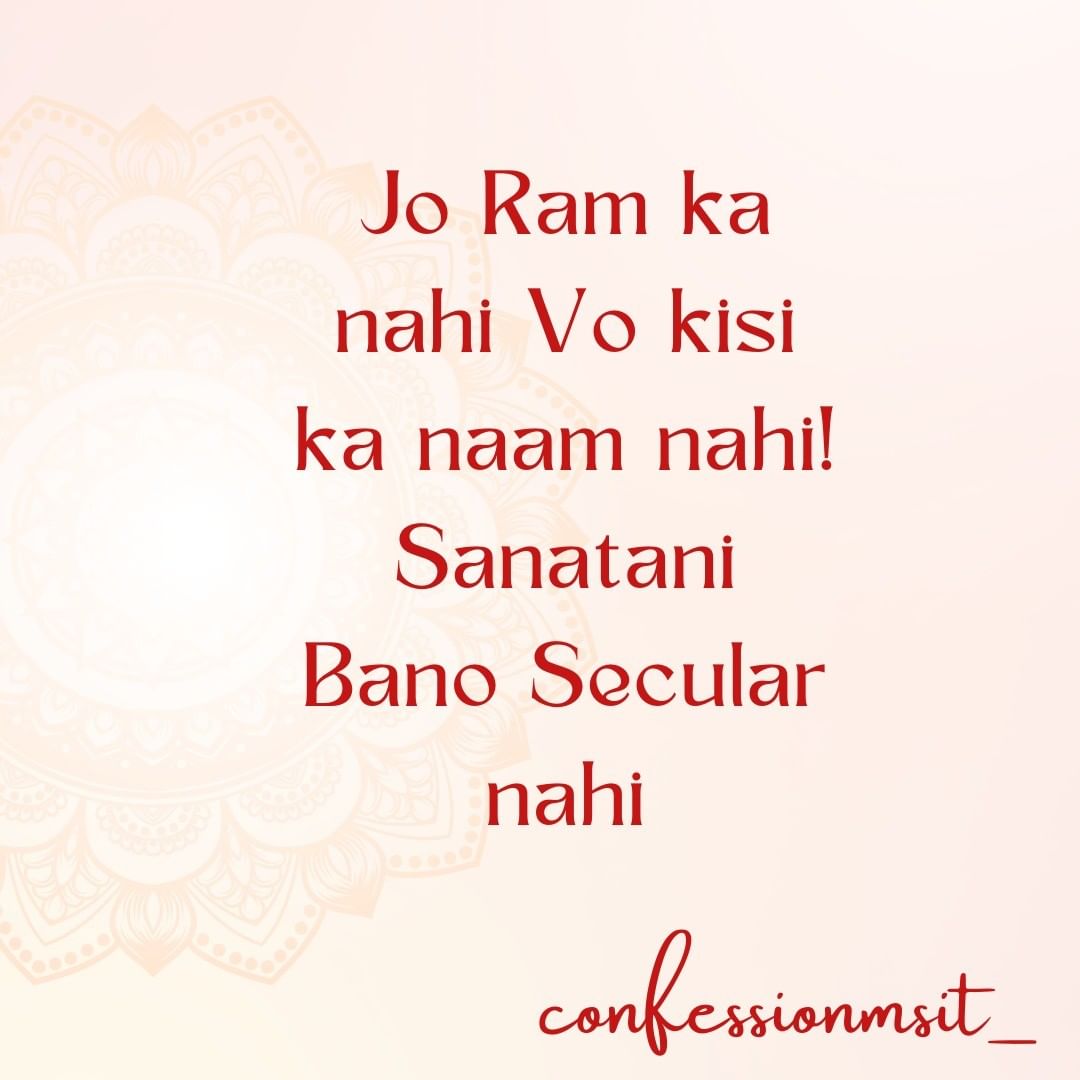 Jo Ram ka
nahi Vo kisi
ka naam nahi!
Sanatani
Bano Secular
nahi
confessionmsit_